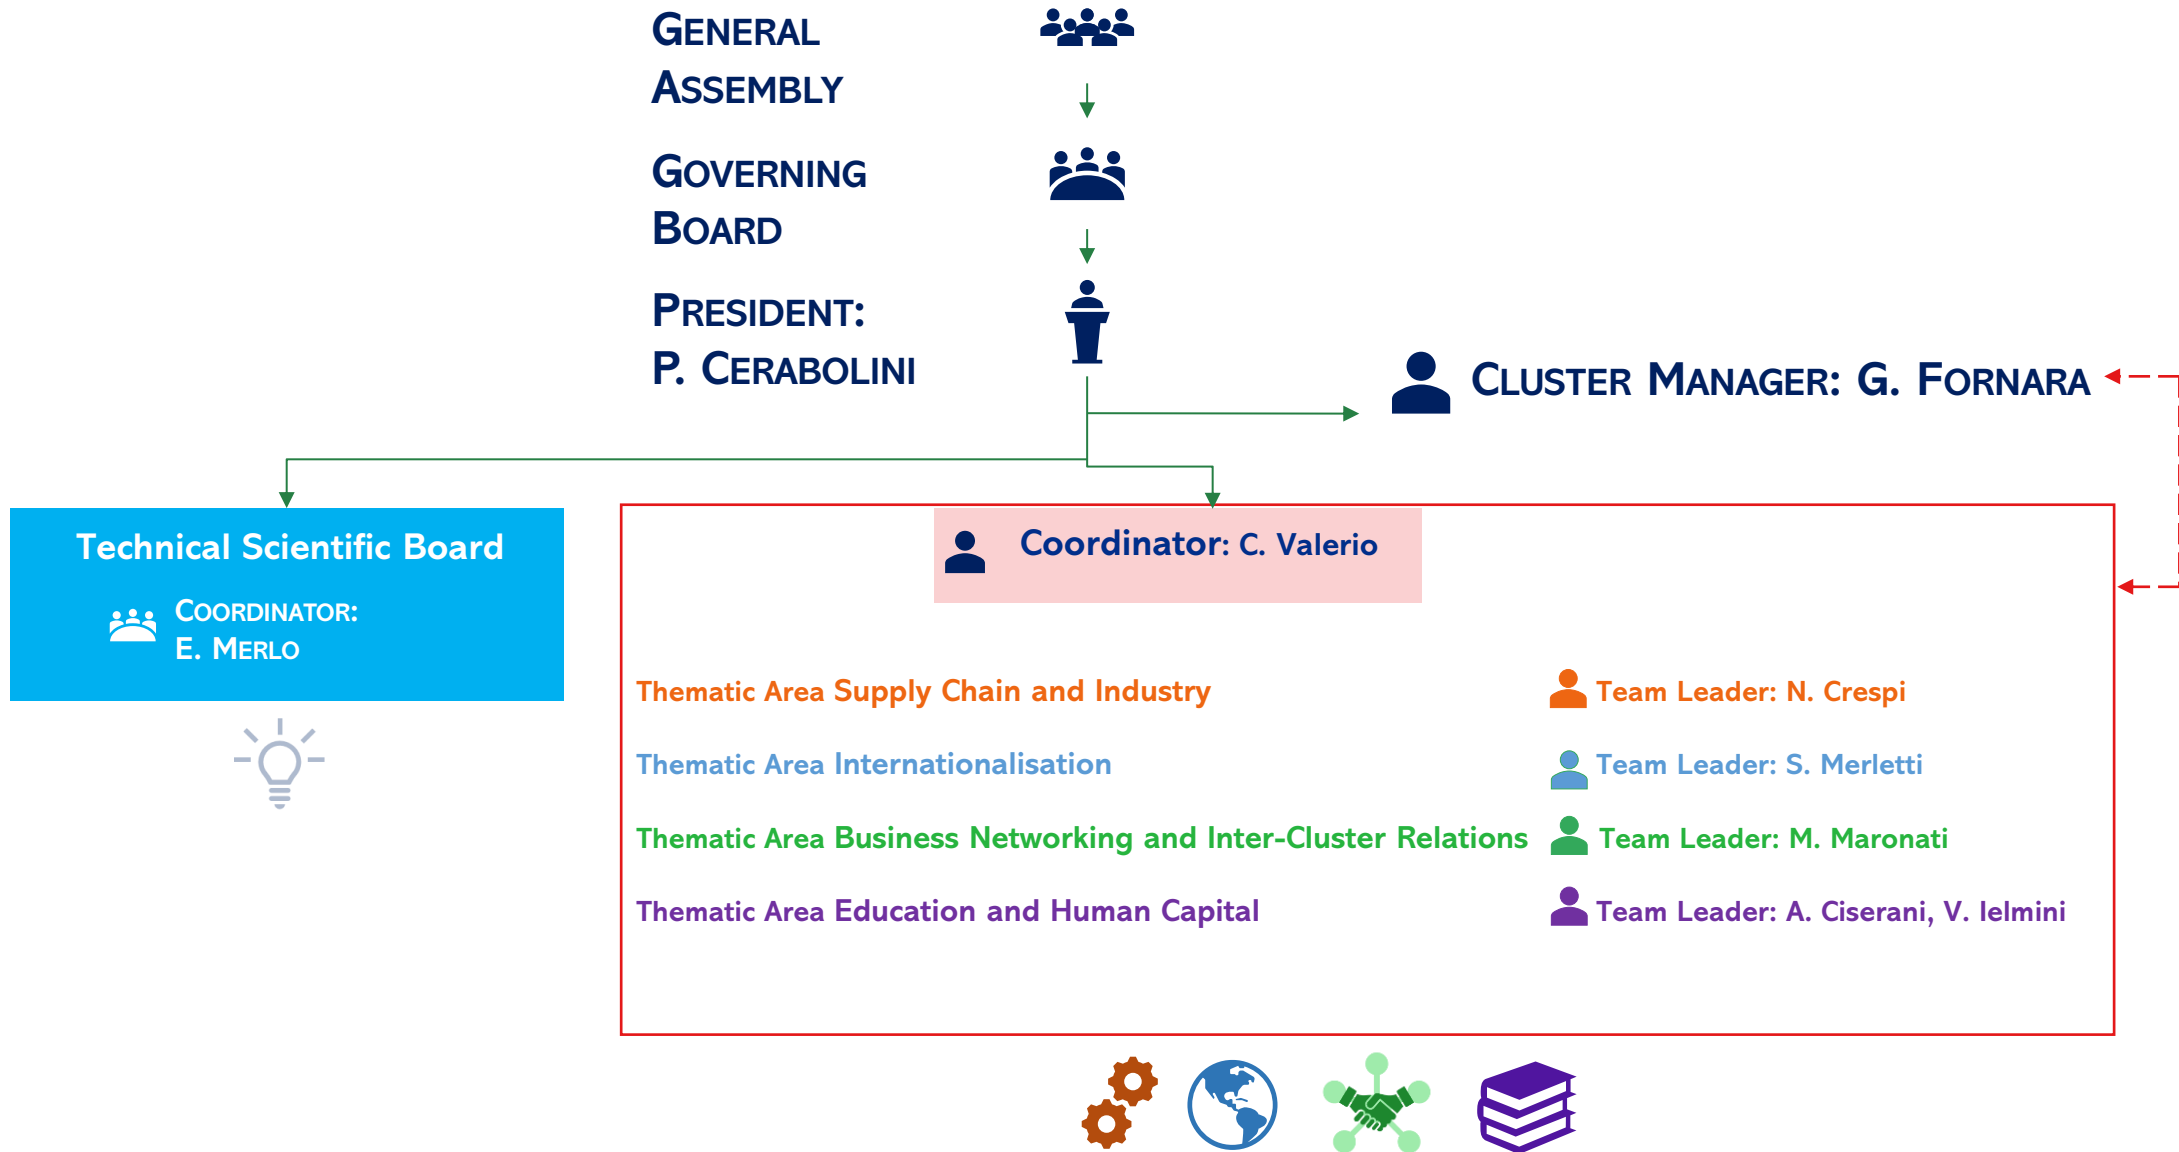 GENERAL
ASSEMBLY
GOVERNING
BOARD
PRESIDENT:
P. CERABOLINI
CLUSTER MANAGER: G. FORNARA
Technical Scientific Board
COORDINATOR:
E. MERLO
Coordinator: C. Valerio
Thematic Area Supply Chain and Industry Team Leader: N. Crespi
Thematic Area Internationalisation Team Leader: S. Merletti
Thematic Area Business Networking and Inter-Cluster Relations Team Leader: M. Maronati
Thematic Area Education and Human Capital Team Leader: A. Ciserani, V. Ielmini